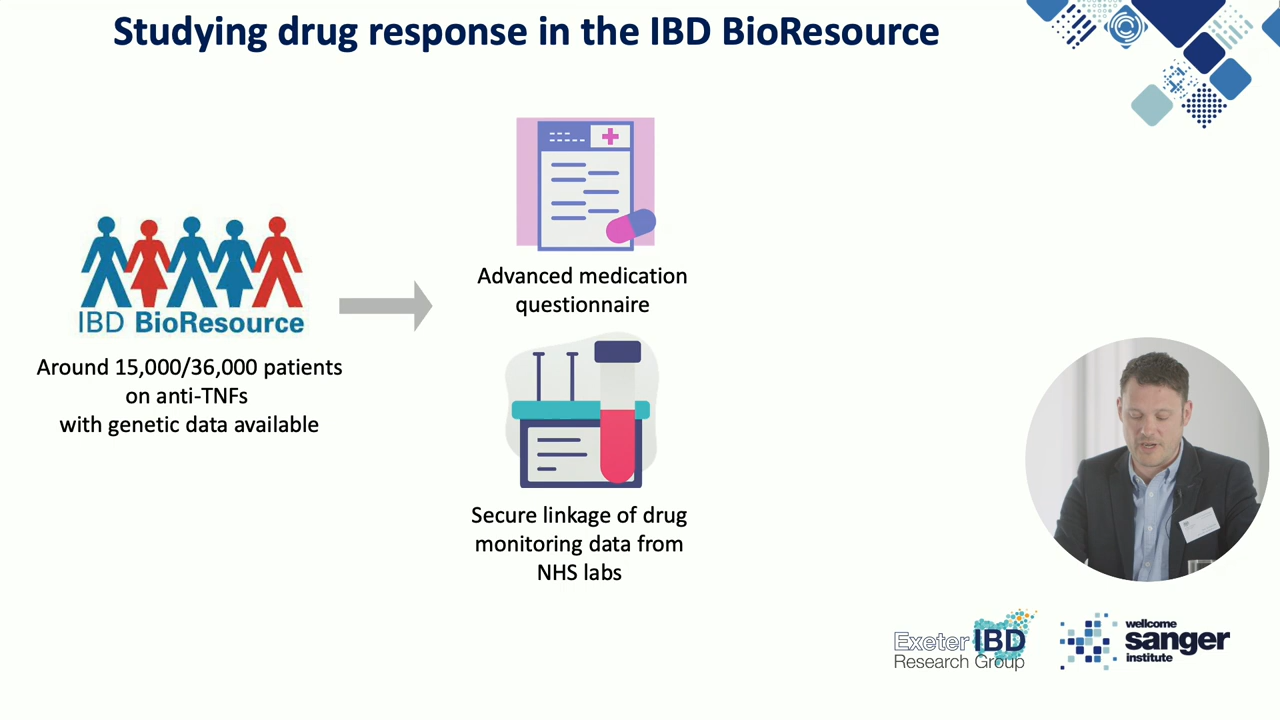 Studying drug response in the IBD BioResource
IBD BioResource
Around 15,000/36,000 patients
on anti-TNFs
with genetic data available
Advanced medication
questionnaire
Secure linkage of drug
monitoring data from
NHS labs
Exeter IBD
Research Group
wellcome
sanger
institute